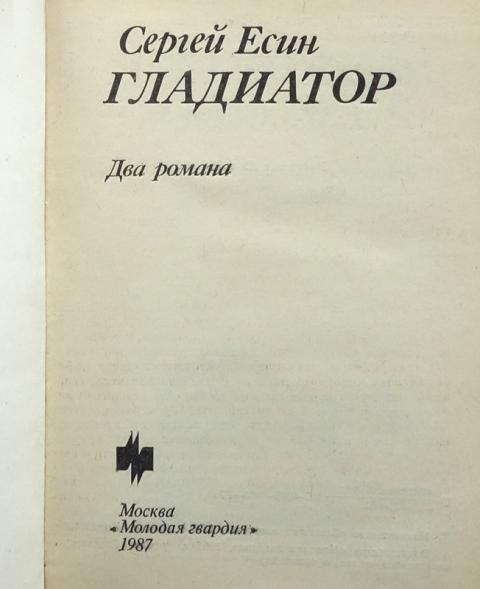 Сергей Есин
ГЛАДИАТОР
Два романа
Москва
«Молодая гвардия»
1987